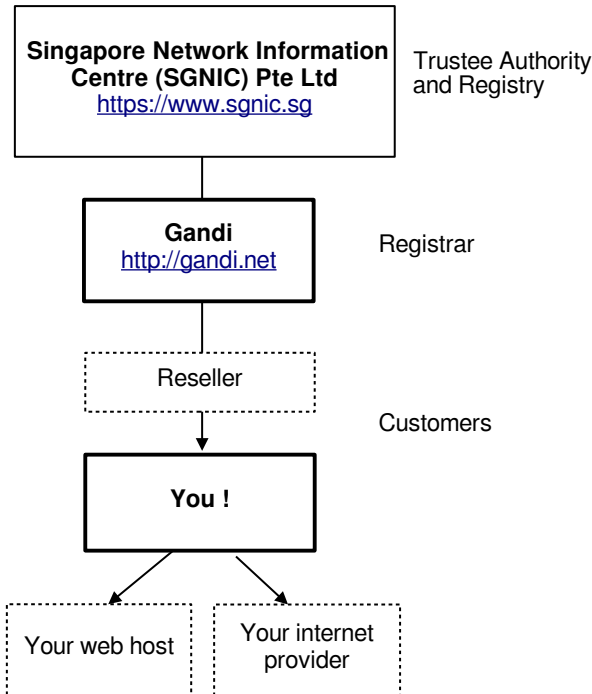 Singapore Network Information
Centre (SGNIC) Pte Ltd
https://www.sgnic.sg
Trustee Authority
and Registry
Gandi
http://gandi.net
Registrar
Reseller
Customers
You !
Your web host
Your internet
provider